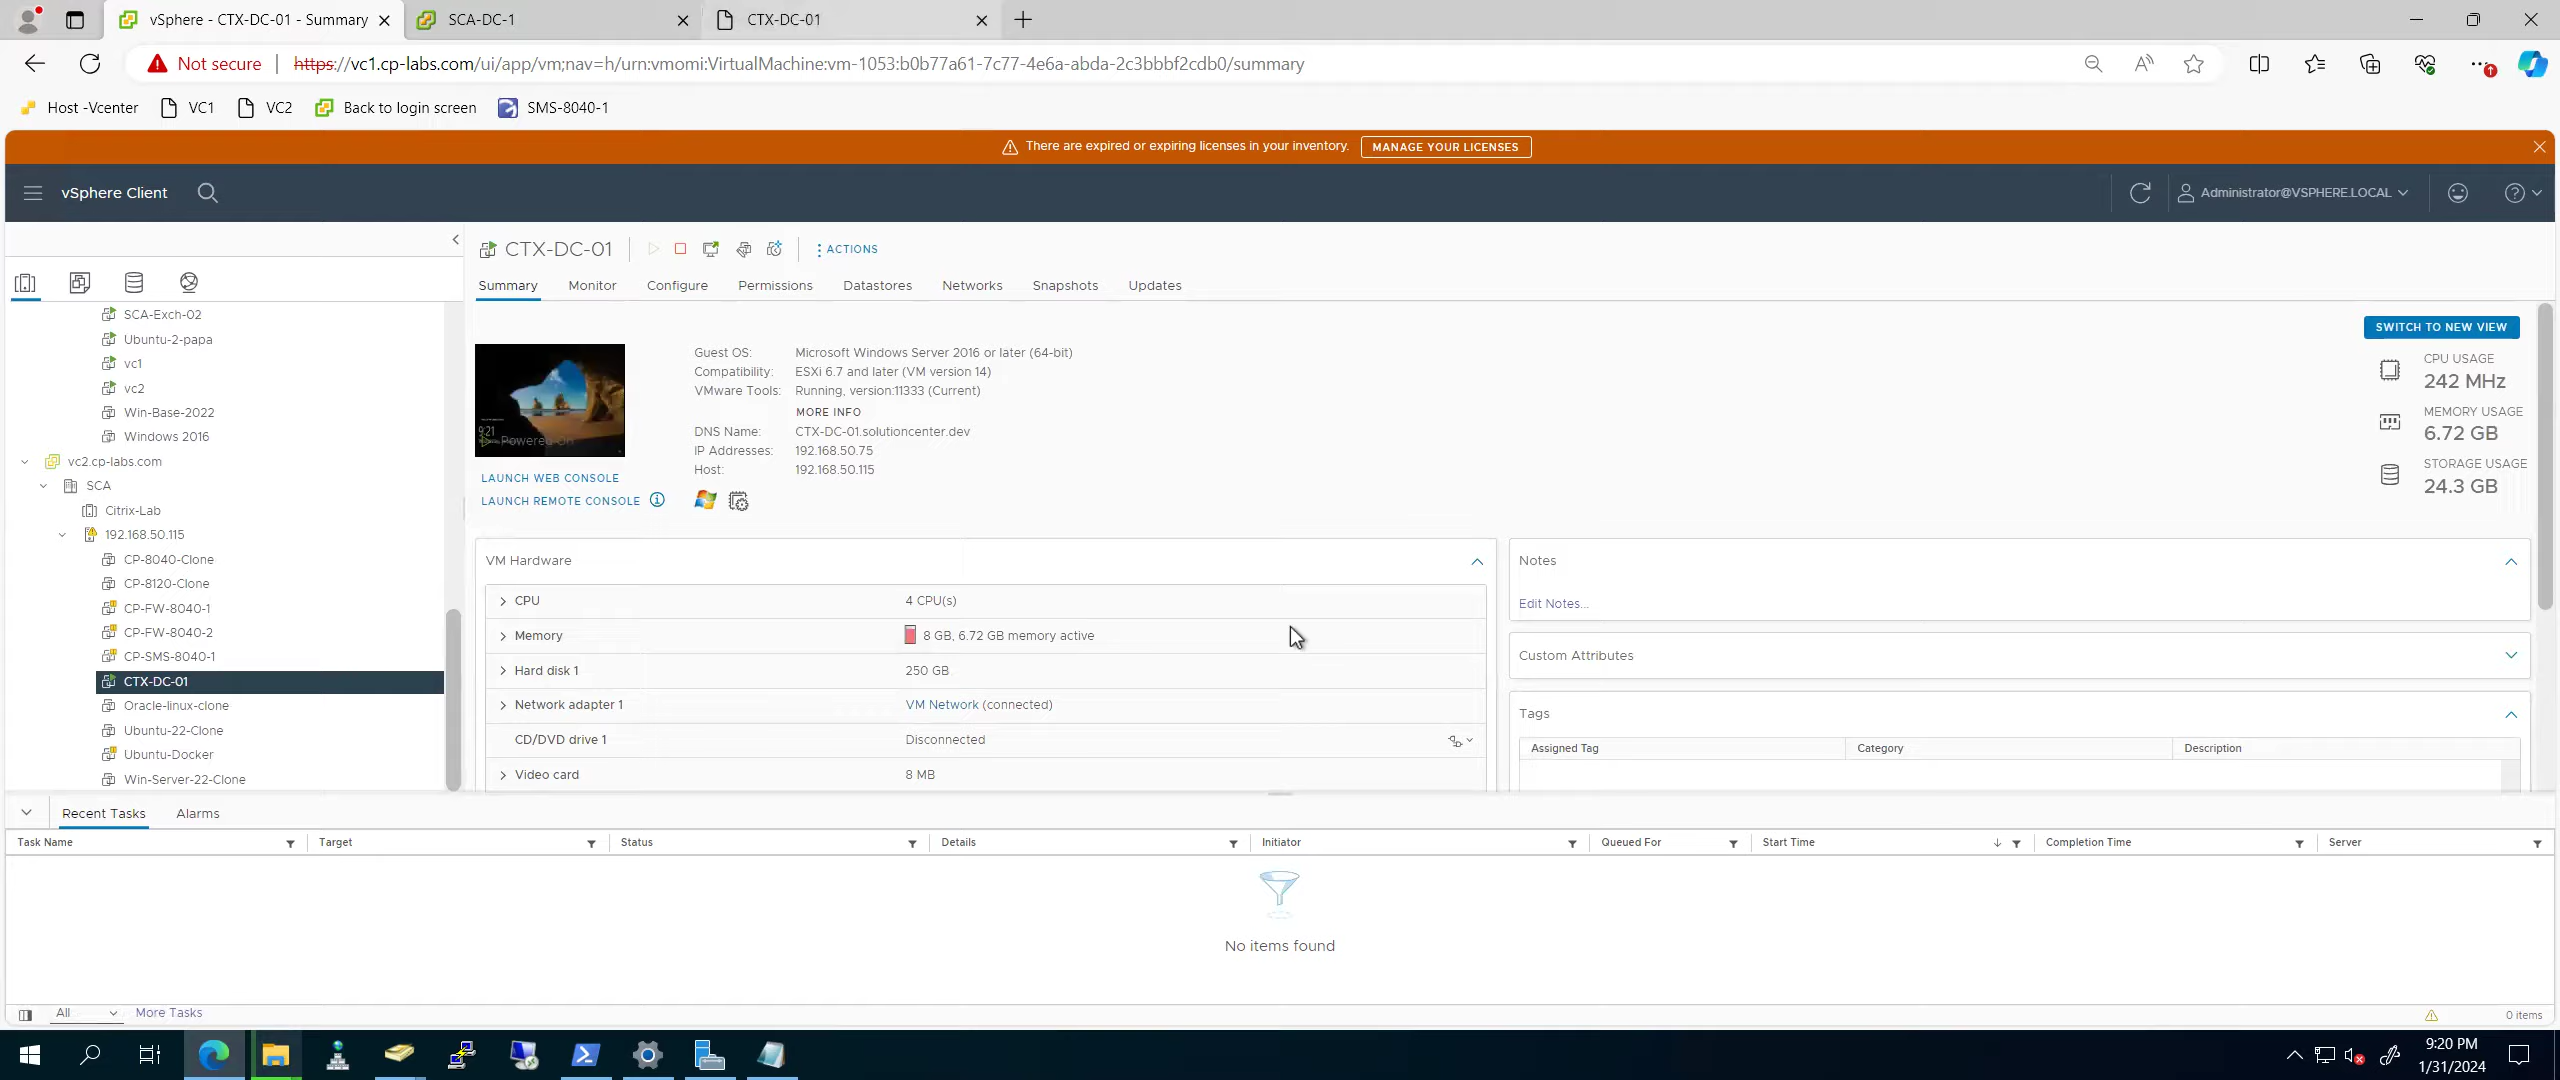 vSphere - CTX-DC-01 - Summary
SCA-DC-1
CTX-DC-01
Not secure
https://vc1.cp-labs.com/ui/app/vm;nav=h/urn:vmomi:VirtualMachine:vm-1053:b0b77a61-7c77-4e6a-abda-2c3bbbf2cdb0/summary
Host -Vcenter
VC1
VC2
Back to login screen
SMS-8040-1
There are expired or expiring licenses in your inventory.
MANAGE YOUR LICENSES
vSphere Client
Administrator@VSPHERE.LOCAL
CTX-DC-01
ACTIONS
Summary
Monitor
Configure
Permissions
Datastores
Networks
Snapshots
Updates
SCA-Exch-02
Ubuntu-2-papa
vc1
vc2
Win-Base-2022
Windows 2016
vc2.cp-labs.com
SCA
Citrix-Lab
192.168.50.115
CP-8040-Clone
CP-8120-Clone
CP-FW-8040-1
CP-FW-8040-2
CP-SMS-8040-1
CTX-DC-01
Oracle-linux-clone
Ubuntu-22-Clone
Ubuntu-Docker
Win-Server-22-Clone
9:21
Powered On
LAUNCH WEB CONSOLE
LAUNCH REMOTE CONSOLE
Guest OS: Microsoft Windows Server 2016 or later (64-bit)
Compatibility: ESXi 6.7 and later (VM version 14)
VMware Tools: Running, version:11333 (Current)
MORE INFO
DNS Name: CTX-DC-01.solutioncenter.dev
IP Addresses: 192.168.50.75
Host: 192.168.50.115
SWITCH TO NEW VIEW
CPU USAGE
242 MHz
MEMORY USAGE
6.72 GB
STORAGE USAGE
24.3 GB
VM Hardware
CPU 4 CPU(s)
Memory 8 GB, 6.72 GB memory active
Hard disk 1 250 GB
Network adapter 1 VM Network (connected)
CD/DVD drive 1 Disconnected
Video card 8 MB
Notes
Edit Notes...
Custom Attributes
Tags
Assigned Tag Category Description
Recent Tasks
Alarms
Task Name Target Status Details Initiator Queued For Start Time Completion Time Server
No items found
All
More Tasks
0 items
9:20 PM
1/31/2024